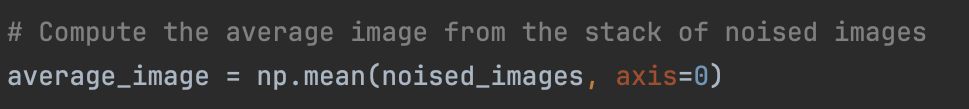 # Compute the average image from the stack of noised images
average_image = np.mean(noised_images, axis=0)